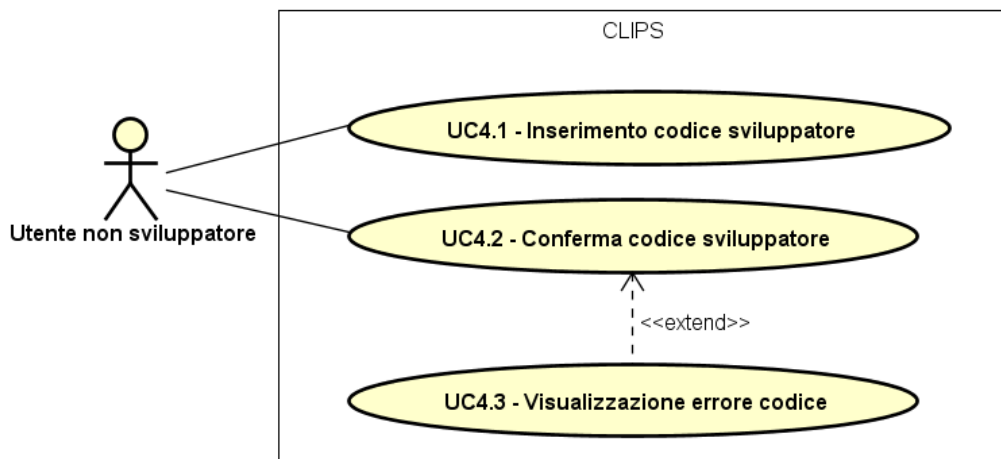 CLIPS
UC4.1 - Inserimento codice sviluppatore
Utente non sviluppatore
UC4.2 - Conferma codice sviluppatore
<<extend>>
UC4.3 - Visualizzazione errore codice